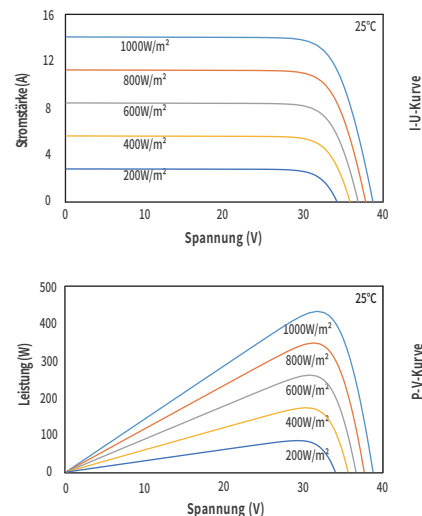 16
25°C
1000W/m²
12
800W/m²
8
600W/m²
400W/m²
4
200W/m²
0
0
10
20
30
40
Stromstärke(A)
Spannung (V)
I-U-Kurve
500
25°C
400
1000W/m²
300
800W/m²
600W/m²
200
400W/m²
100
200W/m²
0
0
10
20
30
40
Leistung(W)
Spannung (V)
P-V-Kurve